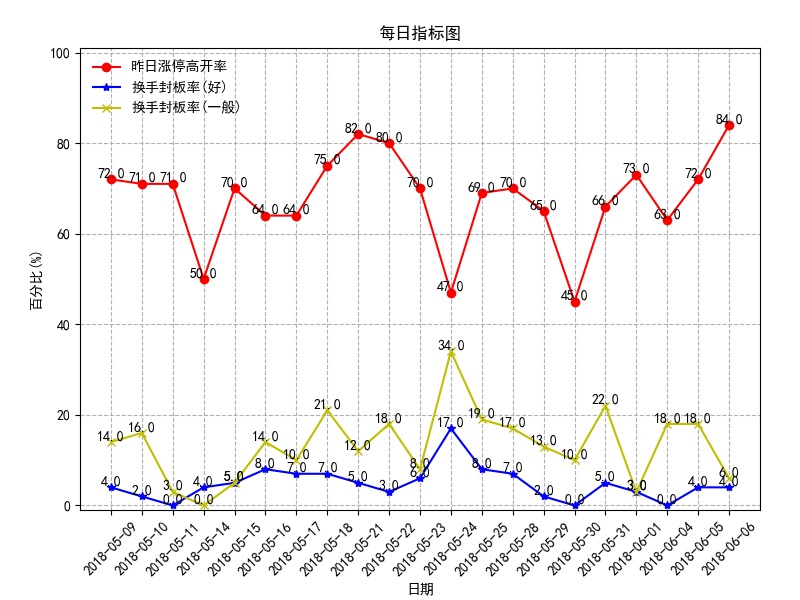 每日指标图
昨日涨停高开率
换手封板率(好)
换手封板率(一般)
百分比(%)
100
80
60
40
20
0
72.0 71.0 71.0 50.0 70.0 64.0 64.0 75.0 82.0 80.0 70.0 47.0 69.0 70.0 65.0 45.0 66.0 73.0 63.0 72.0 84.0
14.0 16.0 3.0 0.0 5.0 14.0 10.0 21.0 12.0 18.0 8.0 34.0 19.0 17.0 13.0 10.0 22.0 3.0 18.0 18.0 6.0
4.0 2.0 0.0 4.0 5.0 8.0 7.0 7.0 5.0 3.0 6.0 17.0 8.0 7.0 2.0 0.0 5.0 3.0 0.0 4.0 4.0
2018-05-09 2018-05-10 2018-05-11 2018-05-14 2018-05-15 2018-05-16 2018-05-17 2018-05-18 2018-05-21 2018-05-22 2018-05-23 2018-05-24 2018-05-25 2018-05-28 2018-05-29 2018-05-30 2018-05-31 2018-06-01 2018-06-04 2018-06-05 2018-06-06
日期